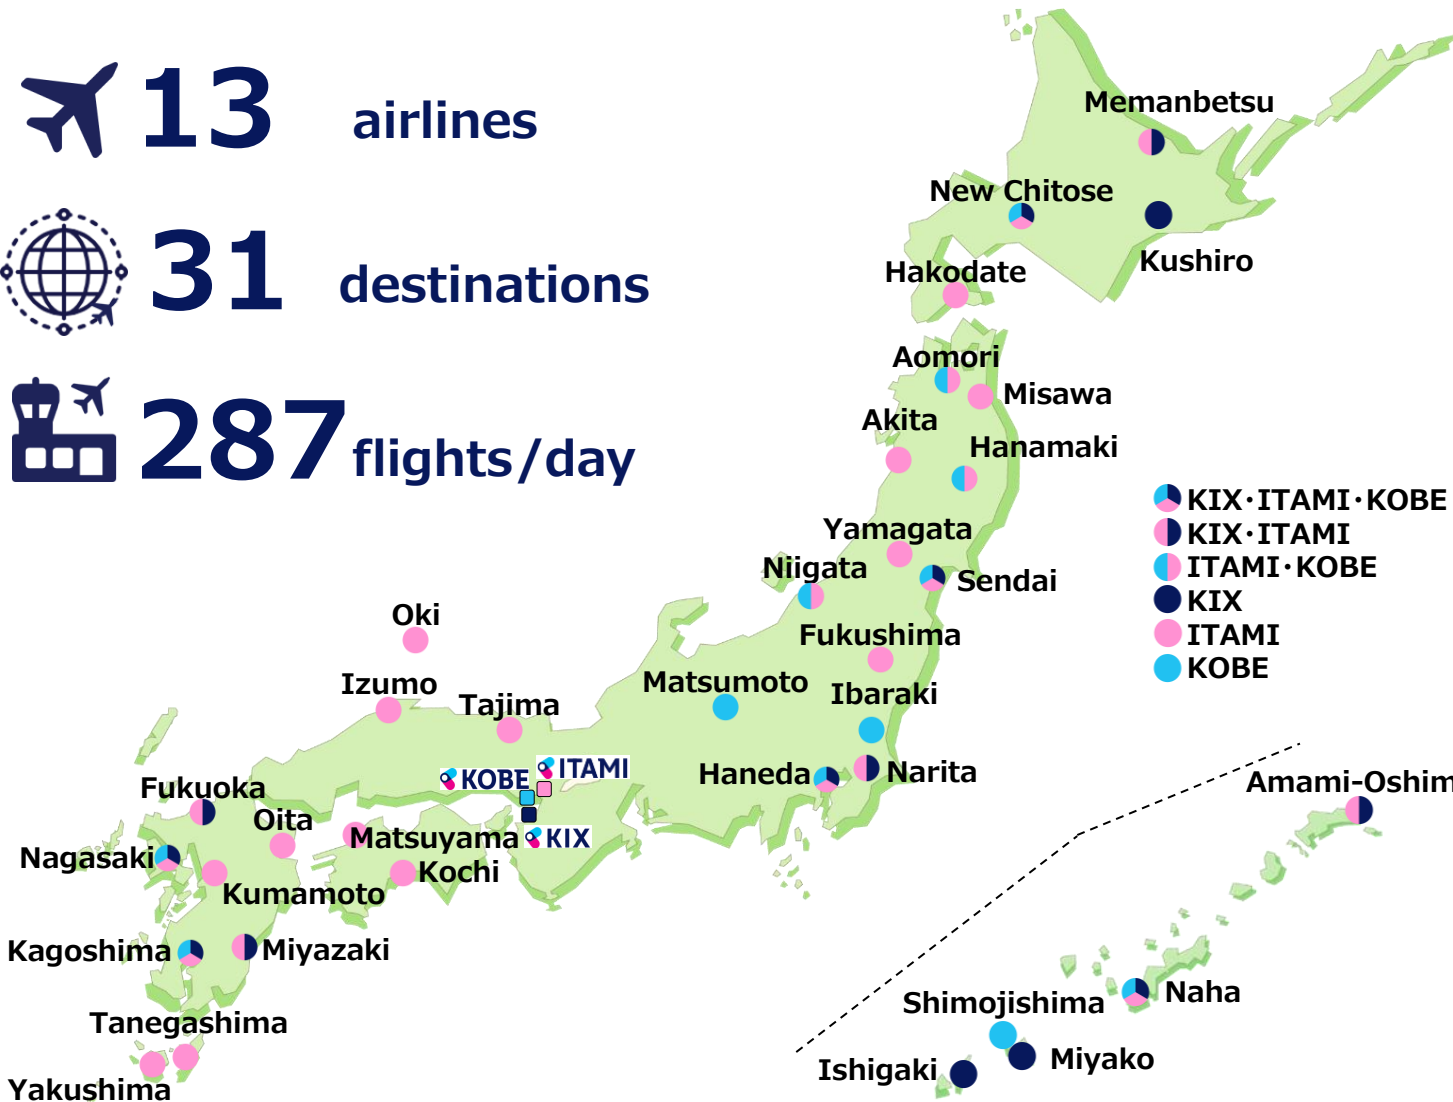 13 airlines
31 destinations
287 flights/day
Memanbetsu
New Chitose
Kushiro
Hakodate
Aomori
Misawa
Akita
Hanamaki
Yamagata
Niigata
Sendai
Fukushima
Matsumoto
Ibaraki
Haneda
Narita
Oki
Izumo
Tajima
KOBE
ITAMI
KIX
Fukuoka
Oita
Matsuyama
Nagasaki
Kochi
Kumamoto
Kagoshima
Miyazaki
Tanegashima
Yakushima
KIX･ITAMI･KOBE
KIX･ITAMI
ITAMI･KOBE
KIX
ITAMI
KOBE
Amami-Oshim
Naha
Shimojishima
Miyako
Ishigaki